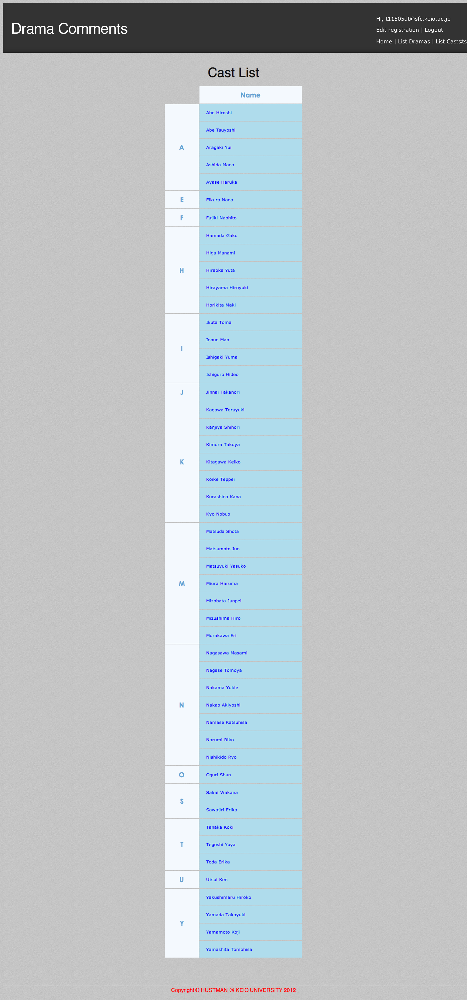 Drama Comments
Hi, t11505dt@sfc.keio.ac.jp
Edit registration | Logout
Home | List Dramas | List Casts
Cast List
Name
A
Abe Hiroshi
Abe Tsuyoshi
Aragaki Yui
Ashida Mana
Ayase Haruka
E
Eikura Nana
F
Fujiki Naohito
H
Hamada Gaku
Higa Manami
Hiraoka Yuta
Hirayama Hiroyuki
Horikita Maki
I
Ikuta Toma
Inoue Mao
Ishigaki Yuma
Ishiguro Hideo
J
Jinnai Takanori
K
Kagawa Teruyuki
Kanjiya Shihori
Kimura Takuya
Kitagawa Keiko
Koike Teppei
Kurashina Kana
Kyo Nobuo
M
Matsuda Shota
Matsumoto Jun
Matsuyuki Yasuko
Miura Haruma
Mizobata Junpei
Mizushima Hiro
Murakawa Eri
N
Nagasawa Masami
Nagase Tomoya
Nakama Yukie
Nakao Akiyoshi
Namase Katsuhisa
Narumi Riko
Nishikido Ryo
O
Oguri Shun
S
Sakai Wakana
Sawajiri Erika
T
Tanaka Koki
Tegoshi Yuya
Toda Erika
U
Utsui Ken
Y
Yakushimaru Hiroko
Yamada Takayuki
Yamamoto Koji
Yamashita Tomohisa
Copyright © HUSTMAN @ KEIO UNIVERSITY 2012